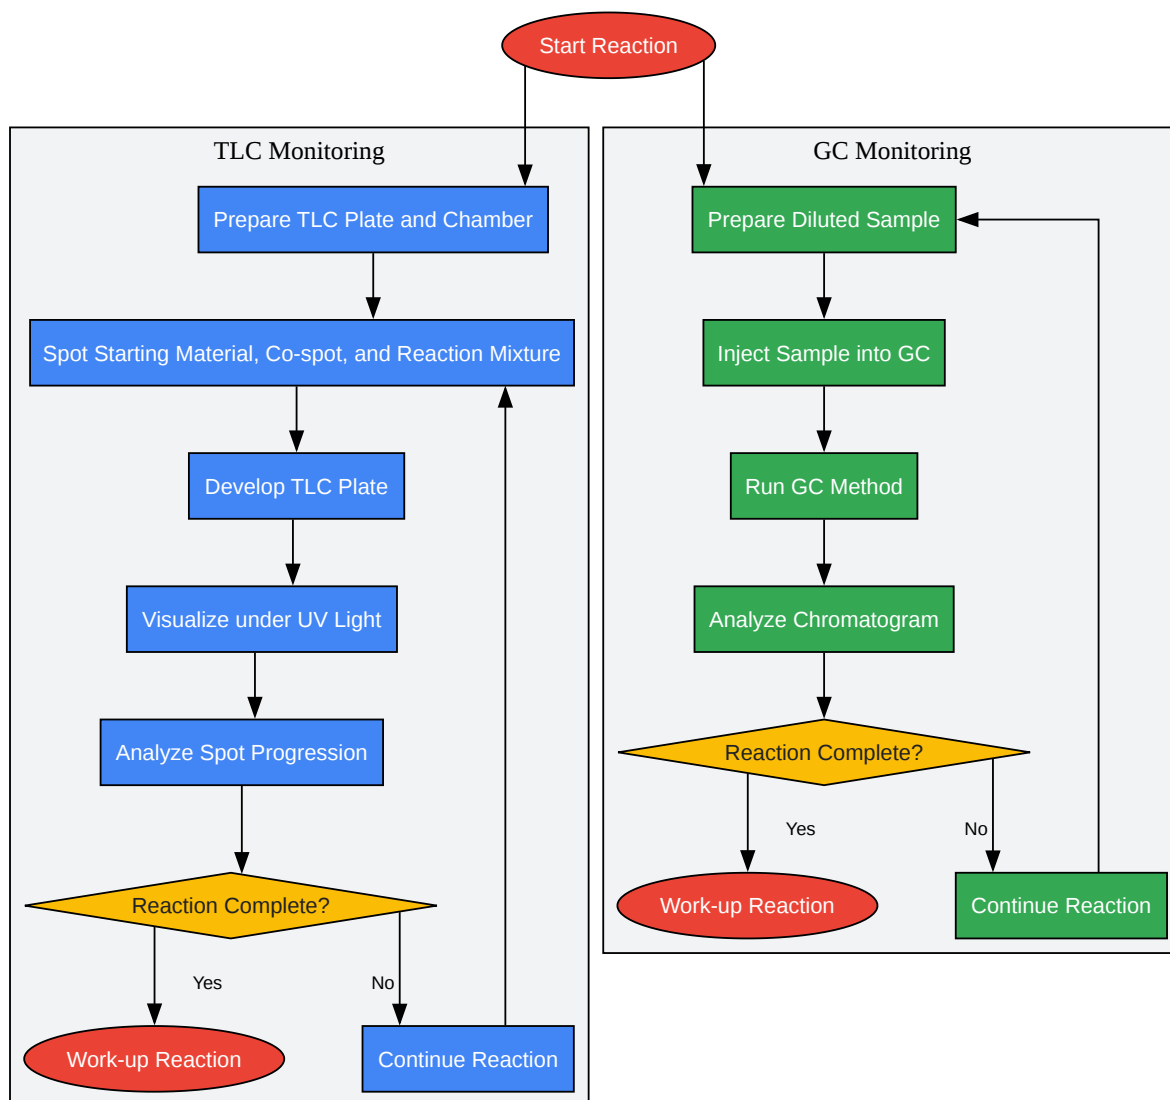 Start Reaction
TLC Monitoring
Prepare TLC Plate and Chamber
Spot Starting Material, Co-spot, and Reaction Mixture
Develop TLC Plate
Visualize under UV Light
Analyze Spot Progression
Reaction Complete?
Yes
No
Work-up Reaction
Continue Reaction
GC Monitoring
Prepare Diluted Sample
Inject Sample into GC
Run GC Method
Analyze Chromatogram
Reaction Complete?
Yes
No
Work-up Reaction
Continue Reaction